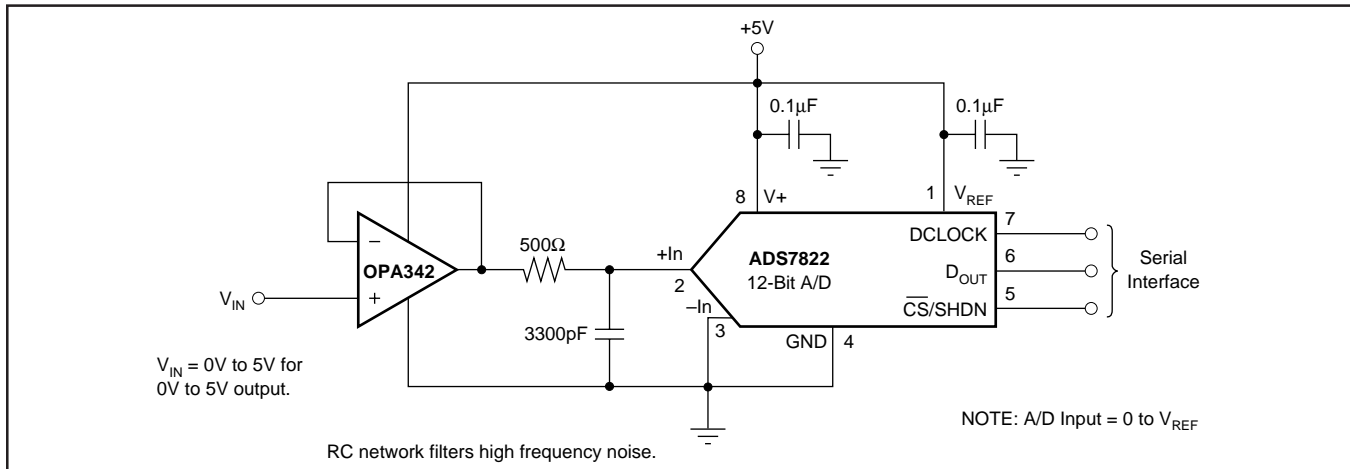 +5V
0.1µF
0.1µF
8
V+
1
V_REF
7
DCLOCK
–
500Ω
+In
ADS7822
6
OPA342
12-Bit A/D
D_OUT
Serial
Interface
2
V_IN
+
–In
5
C̅S̅/SHDN
3
3300pF
GND
4
V_IN = 0V to 5V for
0V to 5V output.
NOTE: A/D Input = 0 to V_REF
RC network filters high frequency noise.